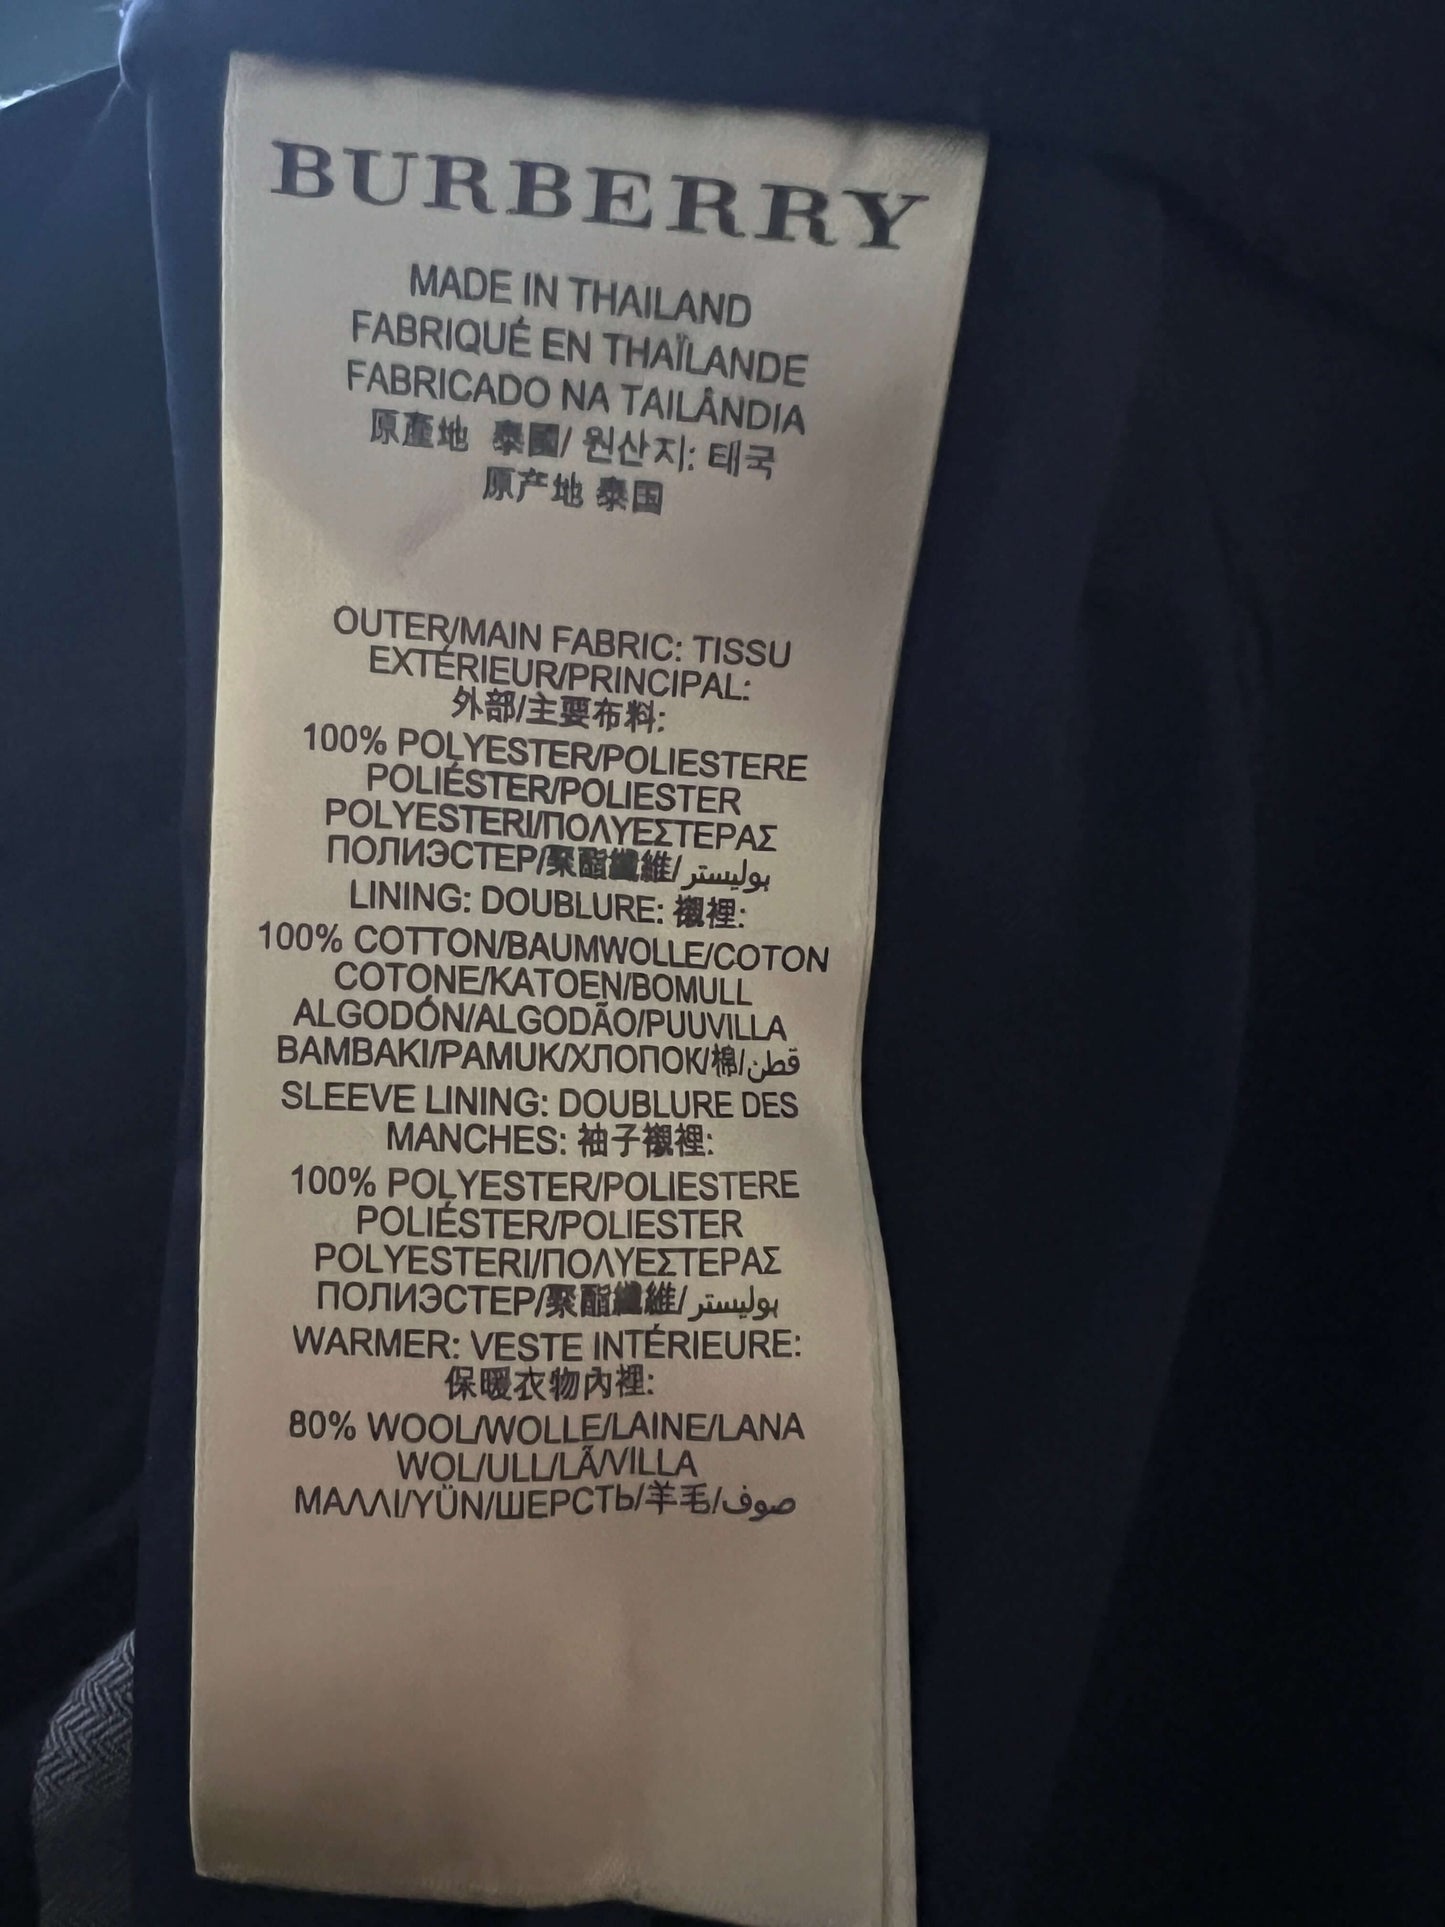 BURBERRY
MADE IN THAILAND
FABRIQUÉ EN THAÏLANDE
FABRICADO NA TAILÂNDIA
原產地 泰國/ 원산지: 태국
原产地 泰国
OUTER/MAIN FABRIC: TISSU
EXTÉRIEUR/PRINCIPAL:
外部/主要布料:
100% POLYESTER/POLIESTERE
POLIÉSTER/POLIESTER
POLYESTERI/ΠΟΛΥΕΣΤΕΡΑΣ
ПОЛИЭСТЕР/聚酯纖維/بوليستر
LINING: DOUBLURE: 襯裡:
100% COTTON/BAUMWOLLE/COTON
COTONE/KATOEN/BOMULL
ALGODÓN/ALGODÃO/PUUVILLA
BAMBAKI/PAMUK/ХЛОПОК/棉/قطن
SLEEVE LINING: DOUBLURE DES
MANCHES: 袖子襯裡:
100% POLYESTER/POLIESTERE
POLIÉSTER/POLIESTER
POLYESTERI/ΠΟΛΥΕΣΤΕΡΑΣ
ПОЛИЭСТЕР/聚酯纖維/بوليستر
WARMER: VESTE INTÉRIEURE:
保暖衣物內裡:
80% WOOL/WOLLE/LAINE/LANA
WOL/ULL/LÃ/VILLA
ΜΑΛΛΙ/YÜN/ШЕРСТЬ/羊毛/صوف